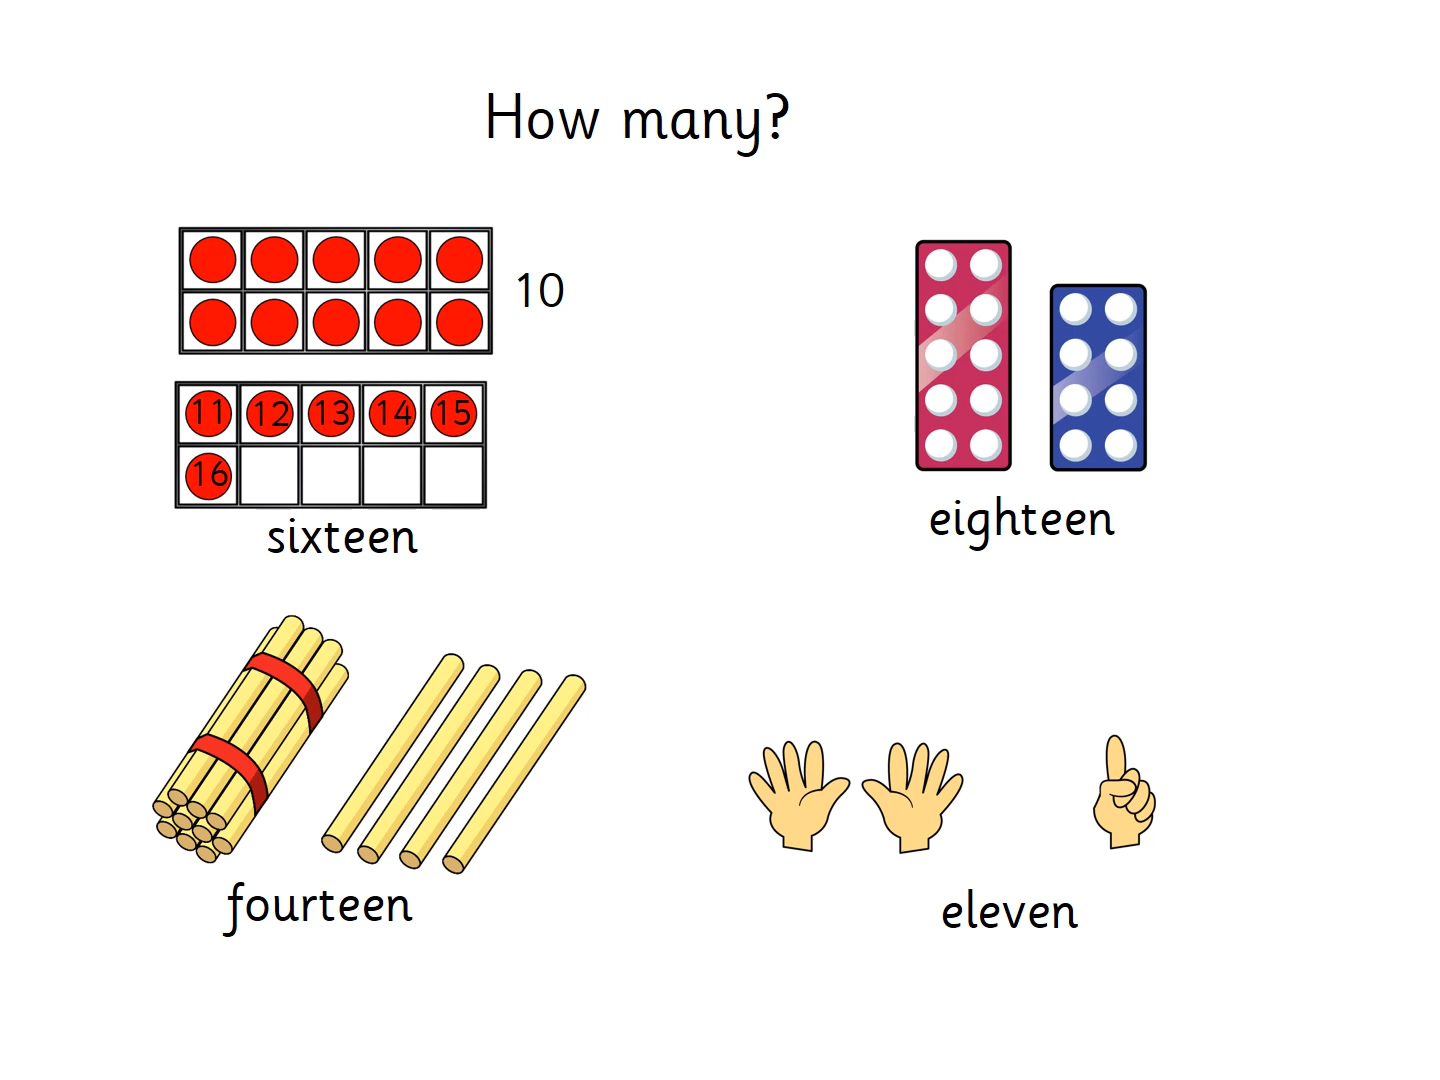 How many?
10
11 12 13 14 15
16
sixteen
eighteen
fourteen
eleven